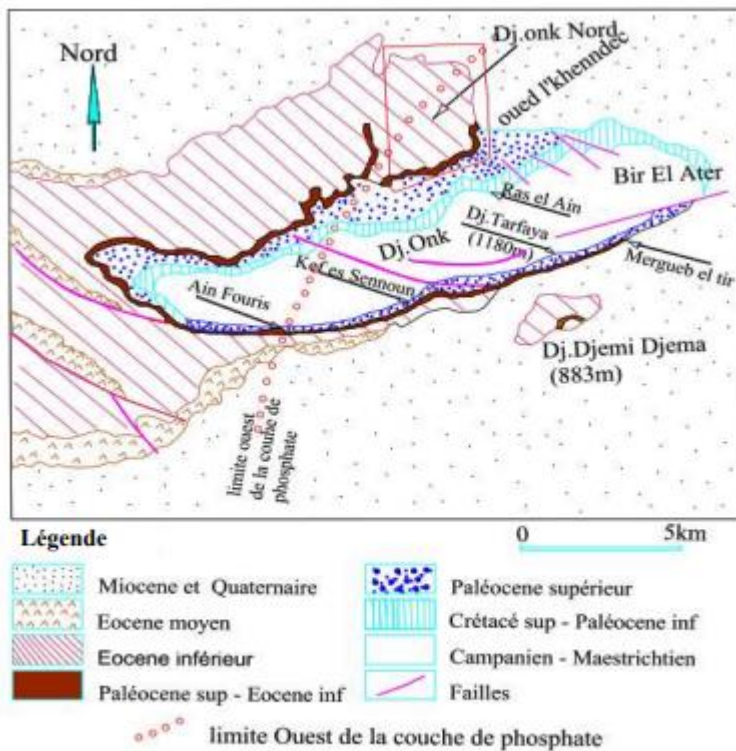 Nord
Dj.onk Nord
oued l"khenndec
Bir El Ater
Ras el Ain
Dj.Tarfaya
(1180m)
Dj.Onk
Kef es Sennoun
Ain Fouris
Mergueb el tir
Dj.Djemi Djema
(883m)
limite ouest
de la couche de
phosphate
Légende
0 5km
Miocene et Quaternaire
Paléocene supérieur
Eocene moyen
Crétacé sup - Paléocene inf
Eocene inférieur
Campanien - Maestrichtien
Paléocene sup - Eocene inf
Failles
limite Ouest de la couche de phosphate